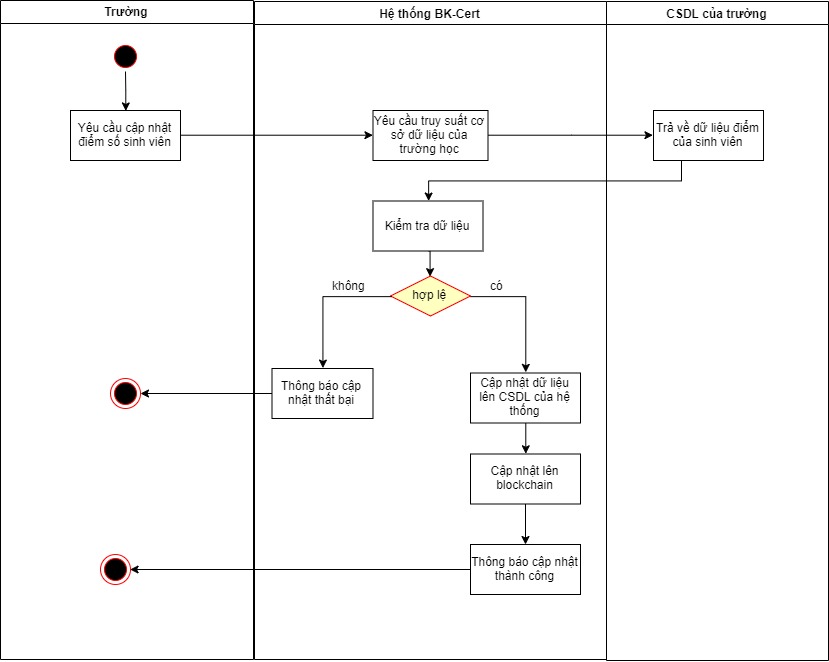 Trường
Hệ thống BK-Cert
CSDL của trường
Yêu cầu cập nhật
điểm số sinh viên
Yêu cầu truy suất cơ
sở dữ liệu của
trường học
Trả về dữ liệu điểm
của sinh viên
Kiểm tra dữ liệu
không
hợp lệ
có
Thông báo cập
nhật thất bại
Cập nhật dữ liệu
lên CSDL của hệ
thống
Cập nhật lên
blockchain
Thông báo cập nhật
thành công